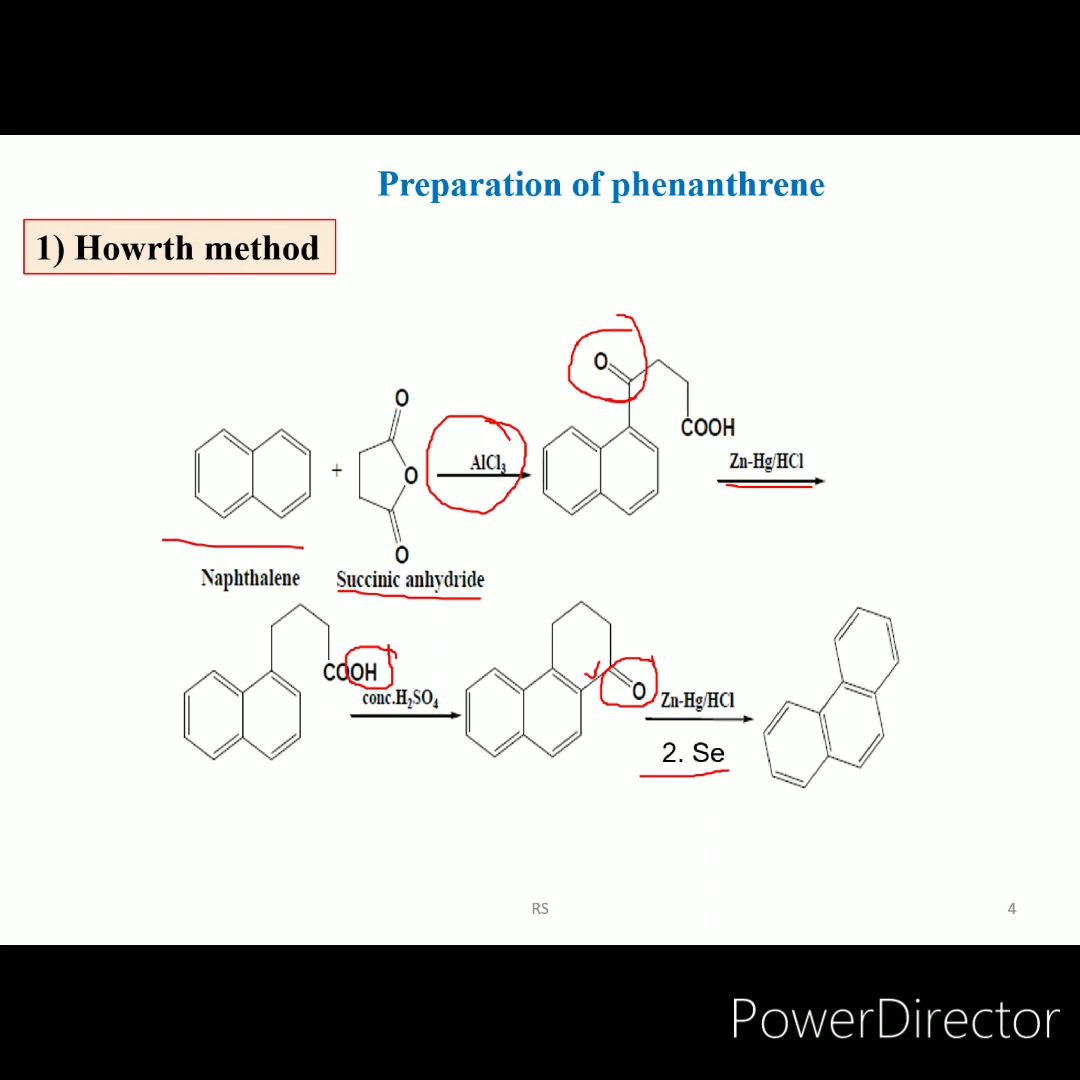 Preparation of phenanthrene
1) Howrth method
O
O
O
+
AlCl₃
O
COOH
Zn-Hg/HCl
Naphthalene
Succinic anhydride
COOH
conc.H₂SO₄
O
Zn-Hg/HCl
2. Se
RS
4
PowerDirector